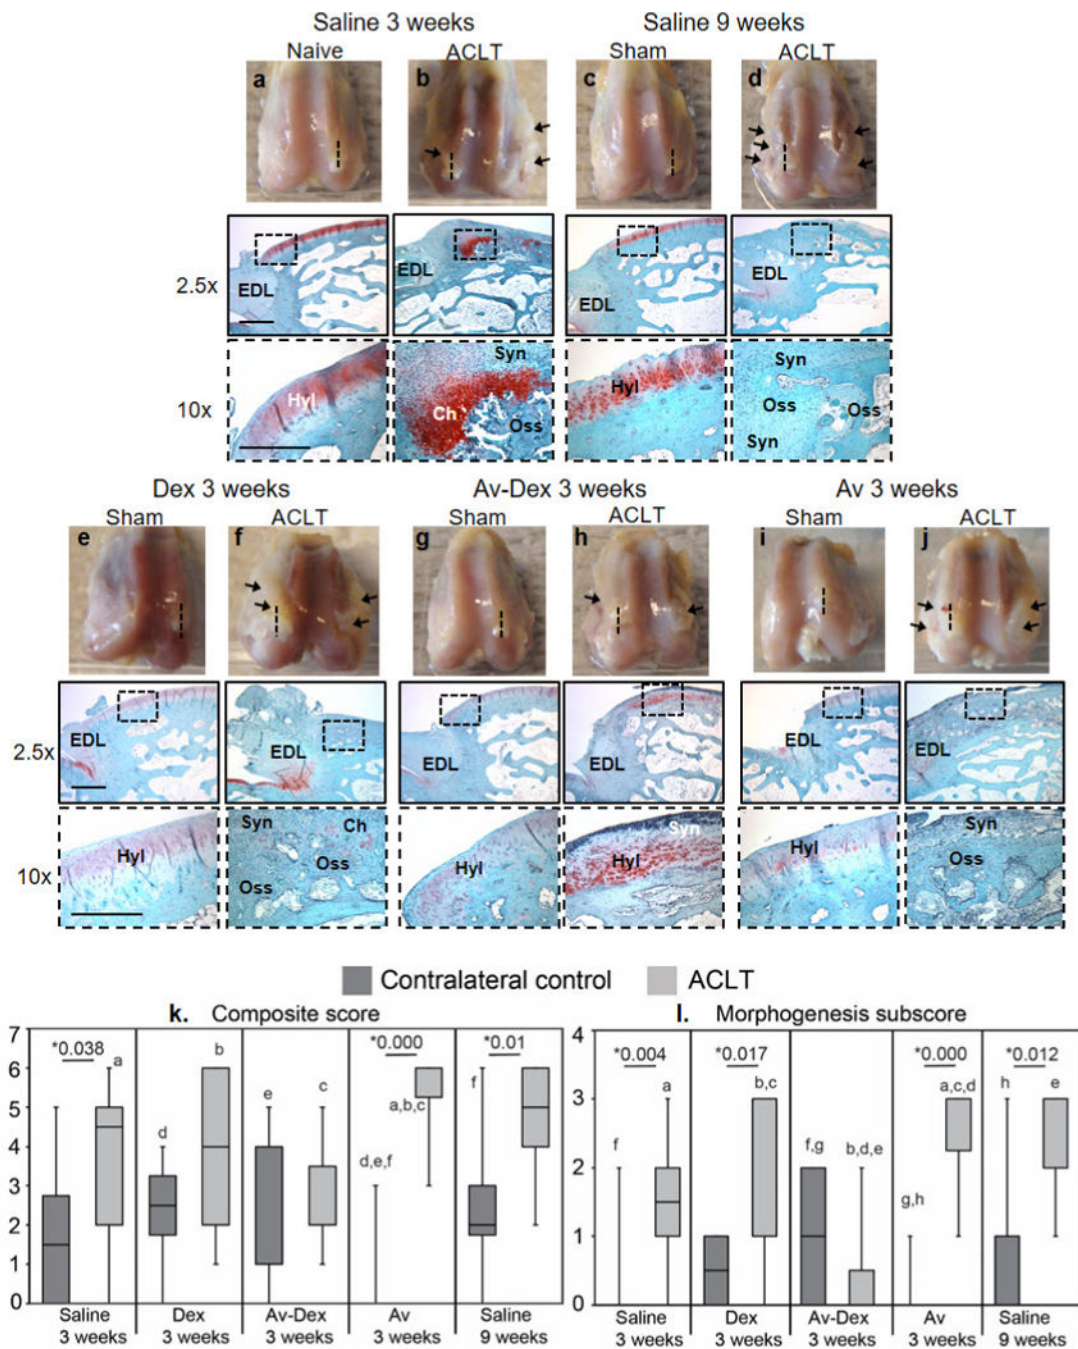 Saline 3 weeks Saline 9 weeks
Naive ACLT Sham ACLT
a b c d
2.5x EDL EDL EDL EDL
10x Hyl Syn Ch Oss Hyl Syn Oss Oss Syn
Dex 3 weeks Av-Dex 3 weeks Av 3 weeks
Sham ACLT Sham ACLT Sham ACLT
e f g h i j
2.5x EDL EDL EDL EDL EDL EDL
10x Hyl Syn Ch Oss Oss Hyl Syn Hyl Hyl Syn Oss
Contralateral control ACLT
k. Composite score
7
6
5
4
3
2
1
0
*0.038 a
d b
e c
*0.000
a,b,c
d,e,f
*0.01
f
Saline Dex Av-Dex Av Saline
3 weeks 3 weeks 3 weeks 3 weeks 9 weeks
l. Morphogenesis subscore
4
3
2
1
0
*0.004
a
f
*0.017
b,c
f,g b,d,e
*0.000
a,c,d
g,h
*0.012
h e
Saline Dex Av-Dex Av Saline
3 weeks 3 weeks 3 weeks 3 weeks 9 weeks